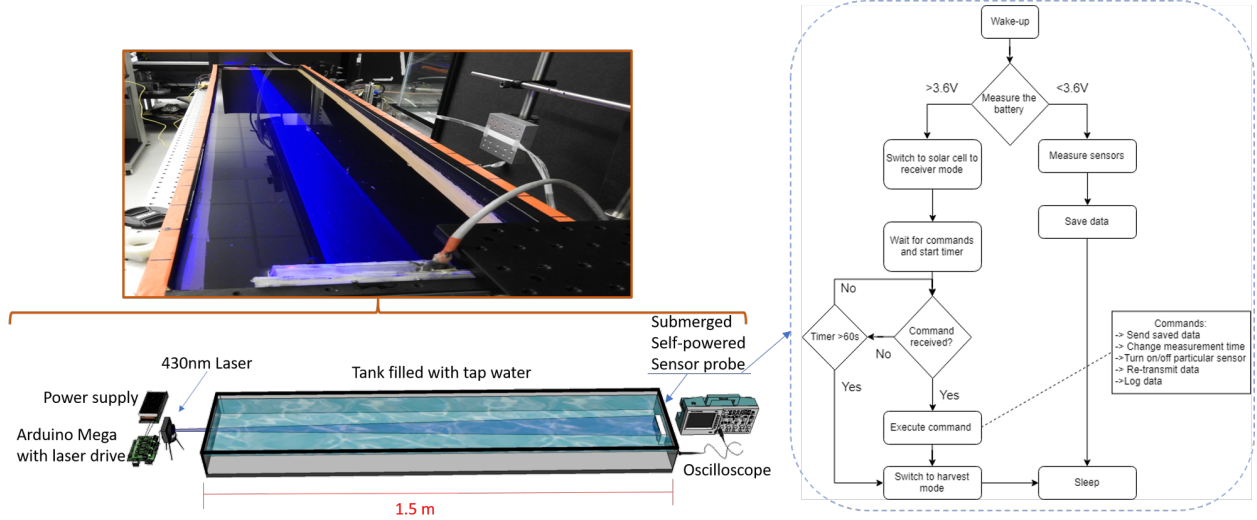 430nm Laser
Power supply
Arduino Mega
with laser drive
Tank filled with tap water
Submerged
Self-powered
Sensor probe
Oscilloscope
1.5 m
Wake-up
>3.6V
<3.6V
Measure the
battery
Switch to solar cell to
receiver mode
Measure sensors
Wait for commands
and start timer
Save data
No
Timer >60s
Command
received?
No
Yes
Yes
Commands:
-> Send saved data
-> Change measurement time
->Turn on/off particular sensor
-> Re-transmit data
->Log data
Execute command
Switch to harvest
mode
Sleep